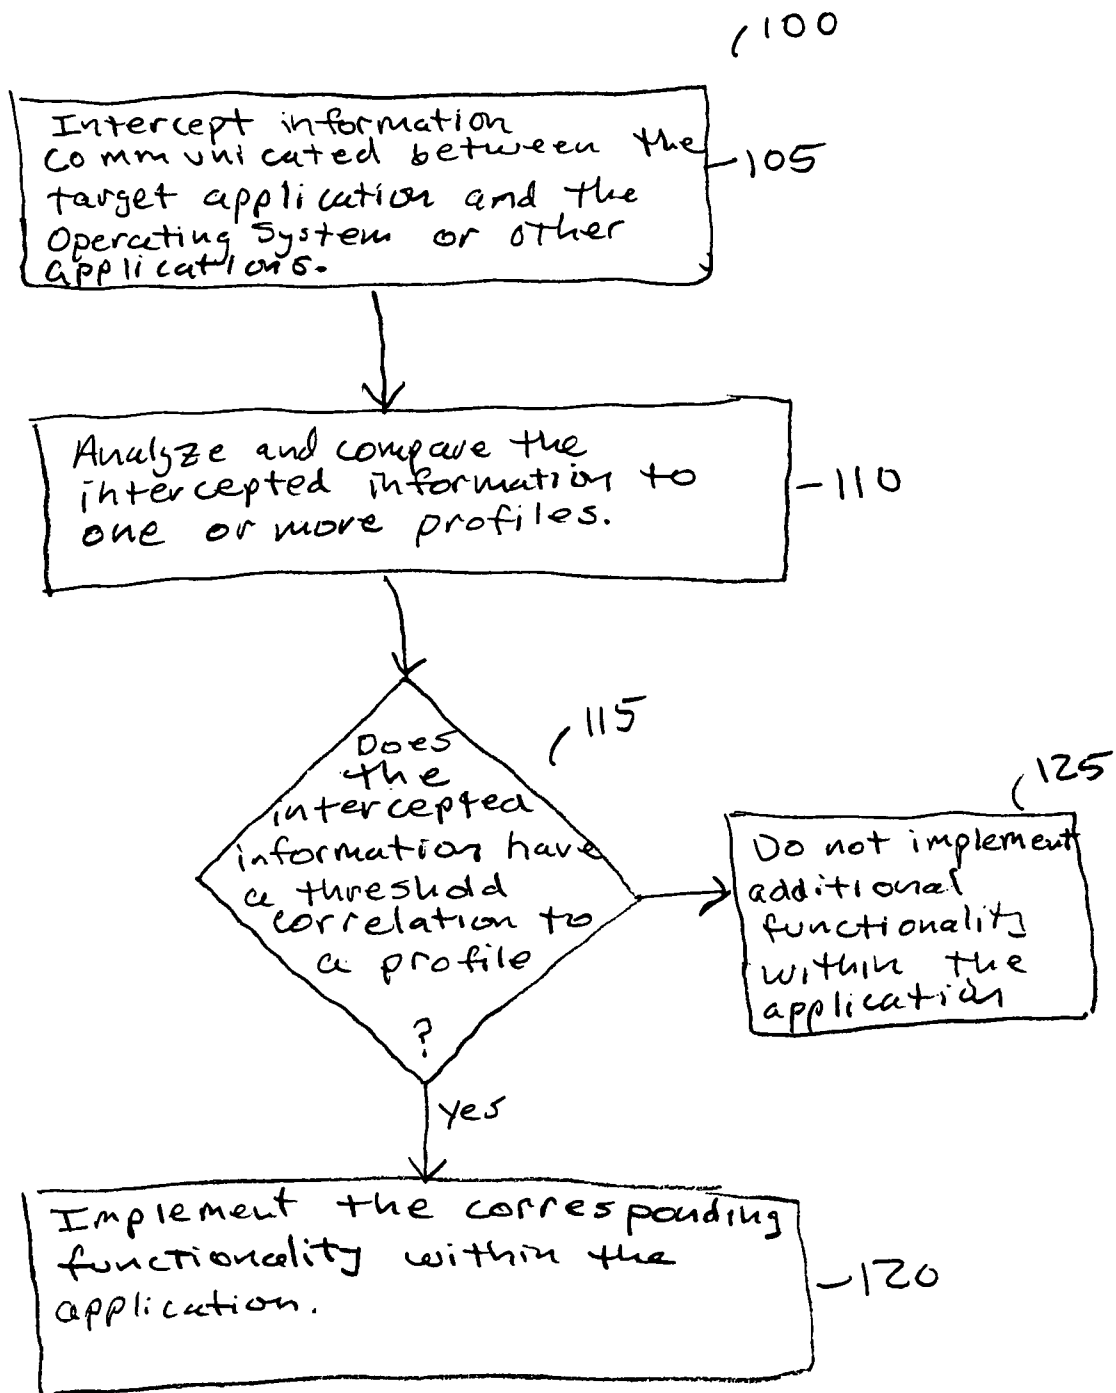 100
Intercept information
communicated between the
target application and the
Operating System or other
applications.
105
Analyze and compare the
intercepted information to
one or more profiles.
110
115
Does
the
intercepted
information have
a threshold
correlation to
a profile
?
125
Do not implement
additional
functionality
within the
application
yes
Implement the corresponding
functionality within the
application.
120